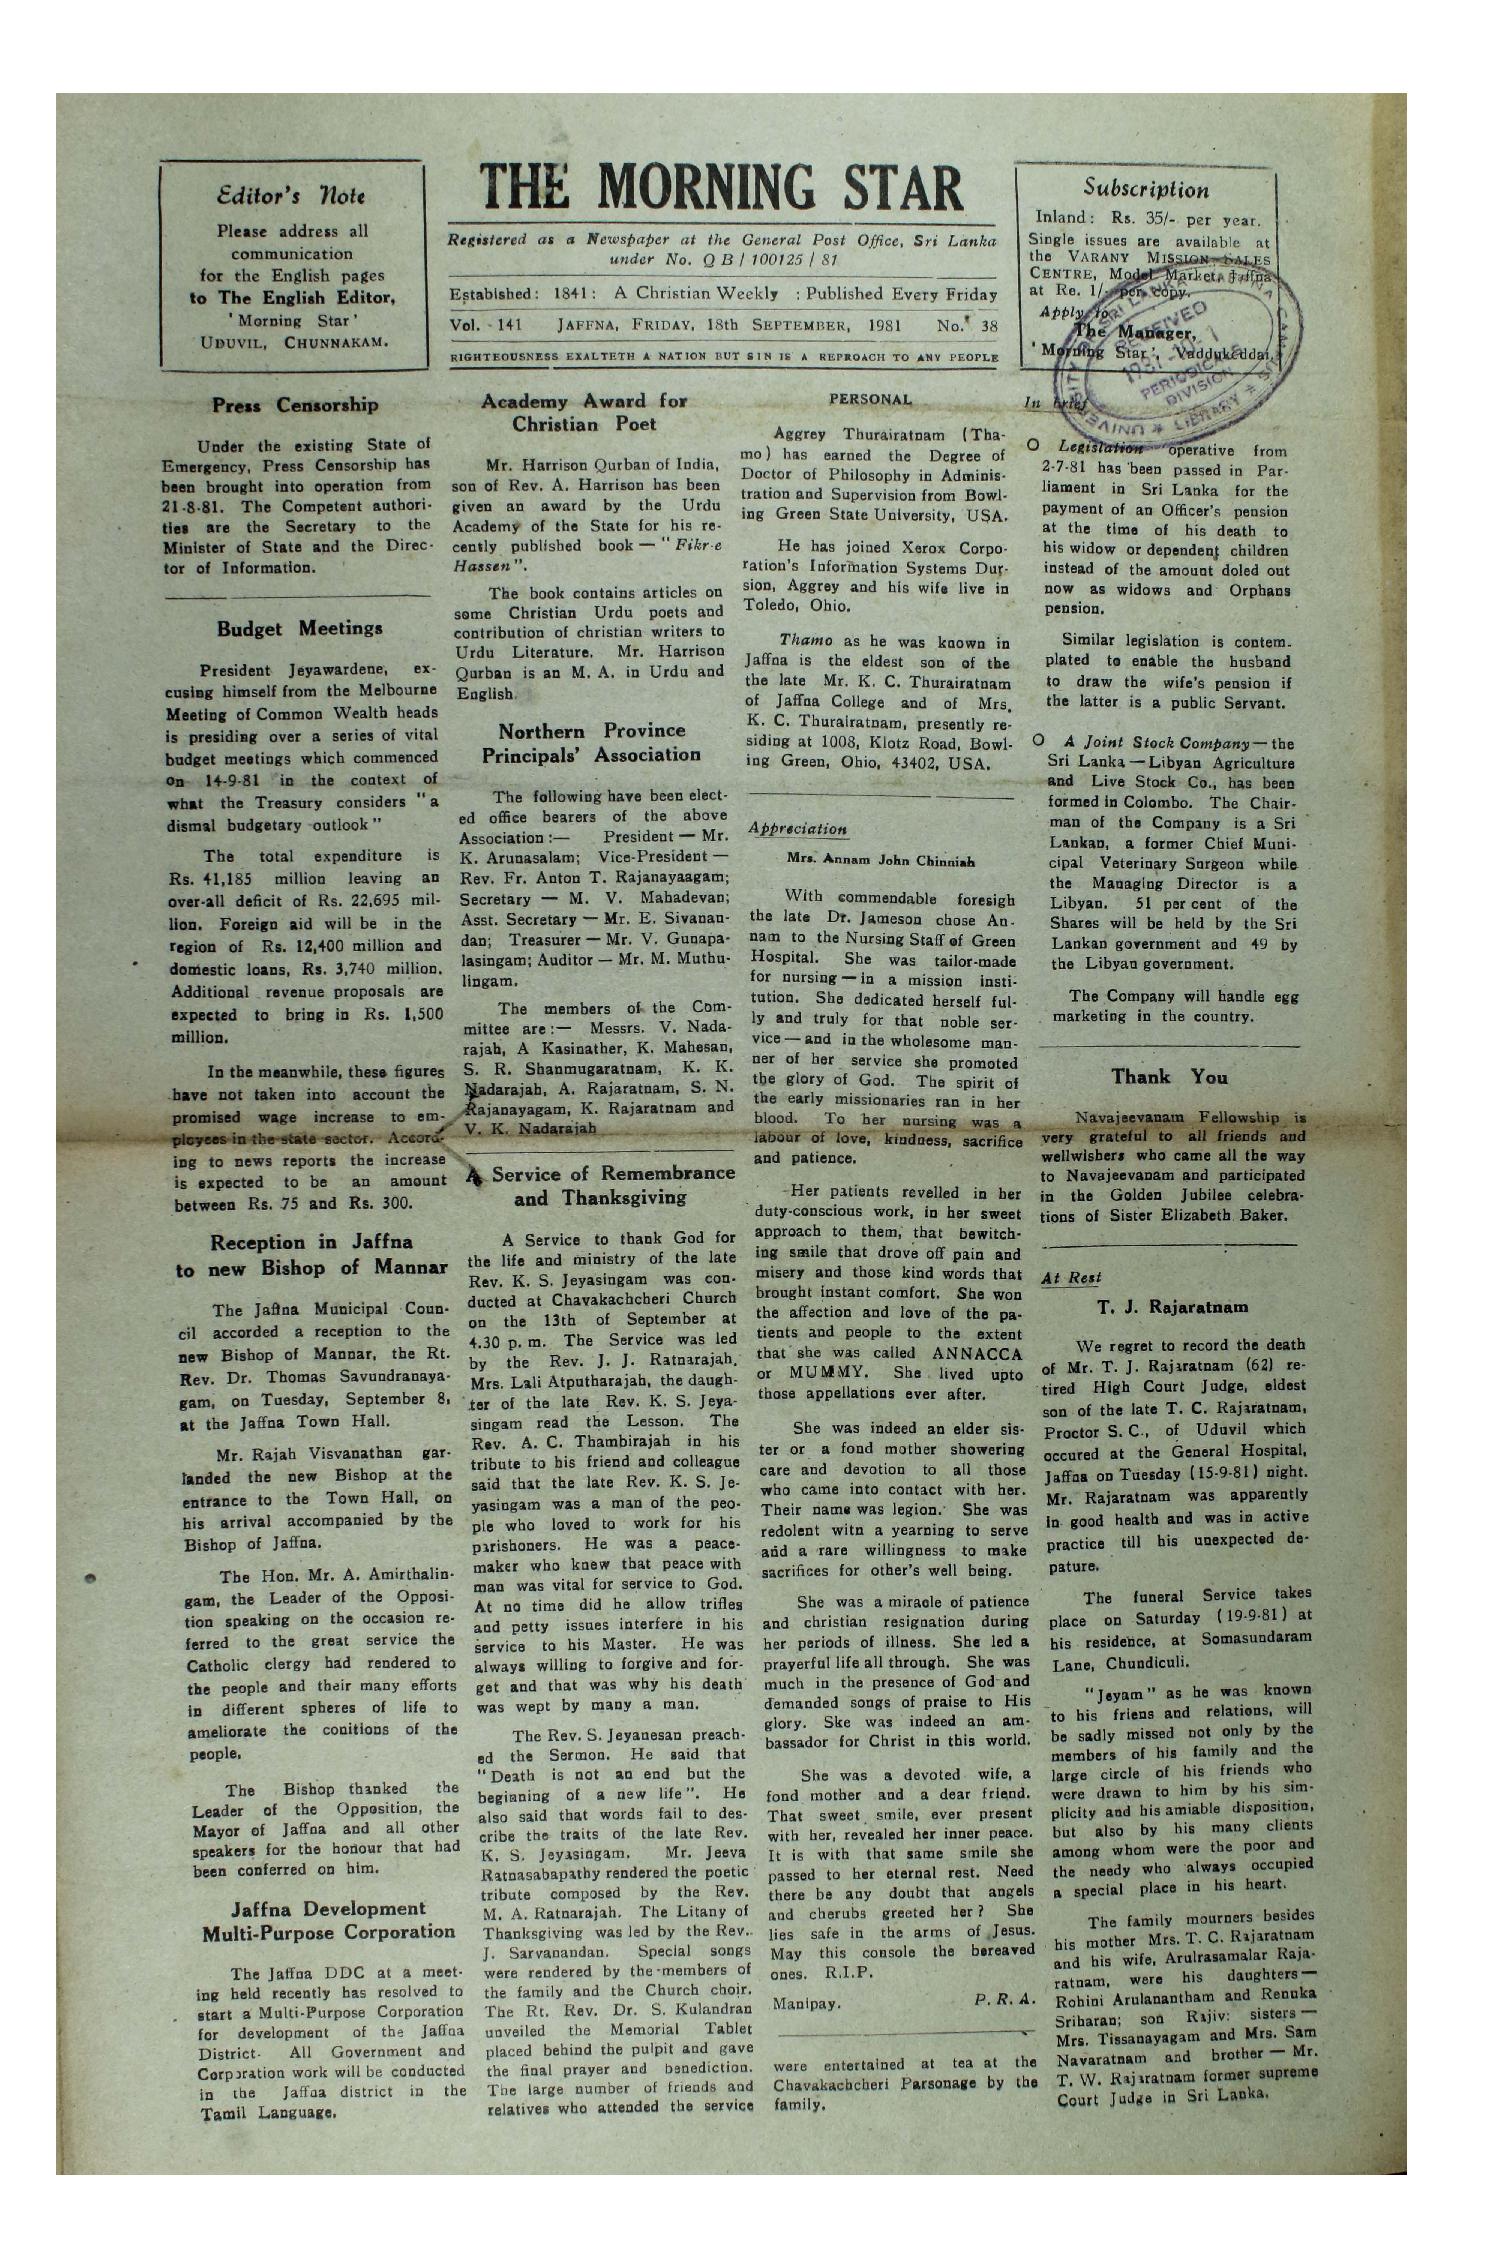 Editor's Note
Please address all
communication
for the English pages
to The English Editor,
'Morning Star'
UDUVIL, CHUNNAKAM.
THE MORNING STAR
Registered as a Newspaper at the General Post Office, Sri Lanka
under No. Q B / 100125 / 81
Established: 1841: A Christian Weekly : Published Every Friday
Vol. 141 JAFFNA, FRIDAY, 18th SEPTEMBER, 1981 No. 38
RIGHTEOUSNESS EXALTETH A NATION BUT SIN IS A REPROACH TO ANY PEOPLE
Subscription
Inland: Rs. 35/- per year.
Single issues are available at
the VARANY MISSION SALES
CENTRE, Model Market, Jaffna
at Re. 1/- per copy.
Apply to
The Manager,
'Morning Star', Vaddukoddai.
RECEIVED
PERIODICALS
DIVISION
LIBRARY
Press Censorship
Under the existing State of
Emergency, Press Censorship has
been brought into operation from
21-8-81. The Competent authori-
ties are the Secretary to the
Minister of State and the Direc-
tor of Information.
Budget Meetings
President Jeyawardene, ex-
cusing himself from the Melbourne
Meeting of Common Wealth heads
is presiding over a series of vital
budget meetings which commenced
on 14-9-81 in the context of
what the Treasury considers "a
dismal budgetary outlook"
The total expenditure is
Rs. 41,185 million leaving an
over-all deficit of Rs. 22,695 mil-
lion. Foreign aid will be in the
region of Rs. 12,400 million and
domestic loans, Rs. 3,740 million.
Additional revenue proposals are
expected to bring in Rs. 1,500
million.
In the meanwhile, these figures
have not taken into account the
promised wage increase to em-
ployees in the state sector. Accord-
ing to news reports the increase
is expected to be an amount
between Rs. 75 and Rs. 300.
Reception in Jaffna
to new Bishop of Mannar
The Jaffna Municipal Coun-
cil accorded a reception to the
new Bishop of Mannar, the Rt.
Rev. Dr. Thomas Savundranaya-
gam, on Tuesday, September 8,
at the Jaffna Town Hall.
Mr. Rajah Visvanathan gar-
landed the new Bishop at the
entrance to the Town Hall, on
his arrival accompanied by the
Bishop of Jaffna.
The Hon. Mr. A. Amirthalin-
gam, the Leader of the Opposi-
tion speaking on the occasion re-
ferred to the great service the
Catholic clergy had rendered to
the people and their many efforts
in different spheres of life to
ameliorate the conitions of the
people.
The Bishop thanked the
Leader of the Opposition, the
Mayor of Jaffna and all other
speakers for the honour that had
been conferred on him.
Jaffna Development
Multi-Purpose Corporation
The Jaffna DDC at a meet-
ing held recently has resolved to
start a Multi-Purpose Corporation
for development of the Jaffna
District. All Government and
Corporation work will be conducted
in the Jaffna district in the
Tamil Language.
Academy Award for
Christian Poet
Mr. Harrison Qurban of India,
son of Rev. A. Harrison has been
given an award by the Urdu
Academy of the State for his re-
cently published book — "Fikr-e
Hassen".
The book contains articles on
some Christian Urdu poets and
contribution of christian writers to
Urdu Literature. Mr. Harrison
Qurban is an M. A. in Urdu and
English.
Northern Province
Principals' Association
The following have been elect-
ed office bearers of the above
Association :— President — Mr.
K. Arunasalam; Vice-President —
Rev. Fr. Anton T. Rajanayaagam;
Secretary — M. V. Mahadevan;
Asst. Secretary — Mr. E. Sivanan-
dan; Treasurer — Mr. V. Gunapa-
lasingam; Auditor — Mr. M. Muthu-
lingam.
The members of the Com-
mittee are :— Messrs. V. Nada-
rajah, A Kasinather, K. Mahesan,
S. R. Shanmugaratnam, K. K.
Nadarajah, A. Rajaratnam, S. N.
Rajanayagam, K. Rajaratnam and
V. K. Nadarajah
A Service of Remembrance
and Thanksgiving
A Service to thank God for
the life and ministry of the late
Rev. K. S. Jeyasingam was con-
ducted at Chavakachcheri Church
on the 13th of September at
4.30 p. m. The Service was led
by the Rev. J. J. Ratnarajah.
Mrs. Lali Atputharajah, the daugh-
ter of the late Rev. K. S. Jeya-
singam read the Lesson. The
Rev. A. C. Thambirajah in his
tribute to his friend and colleague
said that the late Rev. K. S. Je-
yasingam was a man of the peo-
ple who loved to work for his
parishoners. He was a peace-
maker who knew that peace with
man was vital for service to God.
At no time did he allow trifles
and petty issues interfere in his
service to his Master. He was
always willing to forgive and for-
get and that was why his death
was wept by many a man.
The Rev. S. Jeyanesan preach-
ed the Sermon. He said that
"Death is not an end but the
beginning of a new life". He
also said that words fail to des-
cribe the traits of the late Rev.
K. S. Jeyasingam. Mr. Jeeva
Ratnasabapathy rendered the poetic
tribute composed by the Rev.
M. A. Ratnarajah. The Litany of
Thanksgiving was led by the Rev.
J. Sarvanandan. Special songs
were rendered by the members of
the family and the Church choir.
The Rt. Rev. Dr. S. Kulandran
unveiled the Memorial Tablet
placed behind the pulpit and gave
the final prayer and benediction.
The large number of friends and
relatives who attended the service
PERSONAL
Aggrey Thurairatnam (Tha-
mo) has earned the Degree of
Doctor of Philosophy in Adminis-
tration and Supervision from Bowl-
ing Green State University, USA.
He has joined Xerox Corpo-
ration's Information Systems Dur-
sion, Aggrey and his wife live in
Toledo, Ohio.
Thamo as he was known in
Jaffna is the eldest son of the
the late Mr. K. C. Thurairatnam
of Jaffna College and of Mrs.
K. C. Thurairatnam, presently re-
siding at 1008, Klotz Road, Bowl-
ing Green, Ohio, 43402, USA.
Appreciation
Mrs. Annam John Chinniah
With commendable foresigh
the late Dr. Jameson chose An-
nam to the Nursing Staff of Green
Hospital. She was tailor-made
for nursing — in a mission insti-
tution. She dedicated herself ful-
ly and truly for that noble ser-
vice — and in the wholesome man-
ner of her service she promoted
the glory of God. The spirit of
the early missionaries ran in her
blood. To her nursing was a
labour of love, kindness, sacrifice
and patience.
Her patients revelled in her
duty-conscious work, in her sweet
approach to them, that bewitch-
ing smile that drove off pain and
misery and those kind words that
brought instant comfort. She won
the affection and love of the pa-
tients and people to the extent
that she was called ANNACCA
or MUMMY. She lived upto
those appellations ever after.
She was indeed an elder sis-
ter or a fond mother showering
care and devotion to all those
who came into contact with her.
Their name was legion. She was
redolent witn a yearning to serve
and a rare willingness to make
sacrifices for other's well being.
She was a miracle of patience
and christian resignation during
her periods of illness. She led a
prayerful life all through. She was
much in the presence of God and
demanded songs of praise to His
glory. Ske was indeed an am-
bassador for Christ in this world.
She was a devoted wife, a
fond mother and a dear friend.
That sweet smile, ever present
with her, revealed her inner peace.
It is with that same smile she
passed to her eternal rest. Need
there be any doubt that angels
and cherubs greeted her? She
lies safe in the arms of Jesus.
May this console the bereaved
ones. R.I.P.
Manipay. P. R. A.
were entertained at tea at the
Chavakachcheri Parsonage by the
family.
In brief
O Legislation operative from
2-7-81 has been passed in Par-
liament in Sri Lanka for the
payment of an Officer's pension
at the time of his death to
his widow or dependent children
instead of the amount doled out
now as widows and Orphans
pension.
Similar legislation is contem-
plated to enable the husband
to draw the wife's pension if
the latter is a public Servant.
O A Joint Stock Company — the
Sri Lanka — Libyan Agriculture
and Live Stock Co., has been
formed in Colombo. The Chair-
man of the Company is a Sri
Lankan, a former Chief Muni-
cipal Veterinary Surgeon while
the Managing Director is a
Libyan. 51 per cent of the
Shares will be held by the Sri
Lankan government and 49 by
the Libyan government.
The Company will handle egg
marketing in the country.
Thank You
Navajeevanam Fellowship is
very grateful to all friends and
wellwishers who came all the way
to Navajeevanam and participated
in the Golden Jubilee celebra-
tions of Sister Elizabeth Baker.
At Rest
T. J. Rajaratnam
We regret to record the death
of Mr. T. J. Rajaratnam (62) re-
tired High Court Judge, eldest
son of the late T. C. Rajaratnam,
Proctor S. C., of Uduvil which
occured at the General Hospital,
Jaffna on Tuesday (15-9-81) night.
Mr. Rajaratnam was apparently
in good health and was in active
practice till his unexpected de-
pature.
The funeral Service takes
place on Saturday (19-9-81) at
his residence, at Somasundaram
Lane, Chundiculi.
"Jeyam" as he was known
to his friens and relations, will
be sadly missed not only by the
members of his family and the
large circle of his friends who
were drawn to him by his sim-
plicity and his amiable disposition,
but also by his many clients
among whom were the poor and
the needy who always occupied
a special place in his heart.
The family mourners besides
his mother Mrs. T. C. Rajaratnam
and his wife, Arulrasamalar Raja-
ratnam, were his daughters —
Rohini Arulanantham and Renuka
Sriharan; son Rajiv: sisters —
Mrs. Tissanayagam and Mrs. Sam
Navaratnam and brother — Mr.
T. W. Rajaratnam former supreme
Court Judge in Sri Lanka.